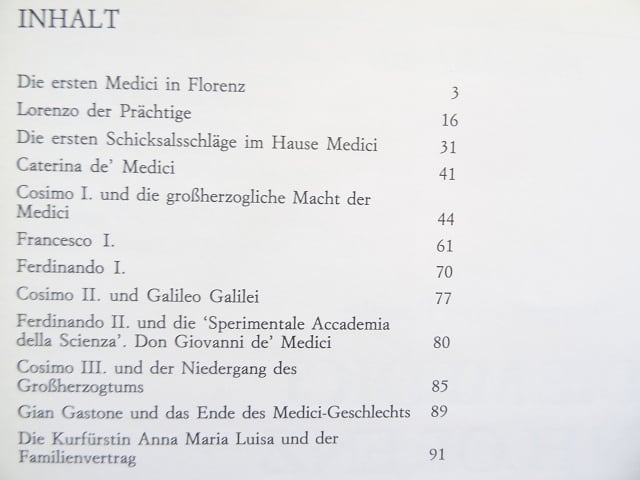 INHALT
Die ersten Medici in Florenz 3
Lorenzo der Prächtige 16
Die ersten Schicksalsschläge im Hause Medici 31
Caterina de' Medici 41
Cosimo I. und die großherzogliche Macht der
Medici 44
Francesco I. 61
Ferdinando I. 70
Cosimo II. und Galileo Galilei 77
Ferdinando II. und die 'Sperimentale Accademia
della Scienza'. Don Giovanni de' Medici 80
Cosimo III. und der Niedergang des
Großherzogtums 85
Gian Gastone und das Ende des Medici-Geschlechts 89
Die Kurfürstin Anna Maria Luisa und der
Familienvertrag 91